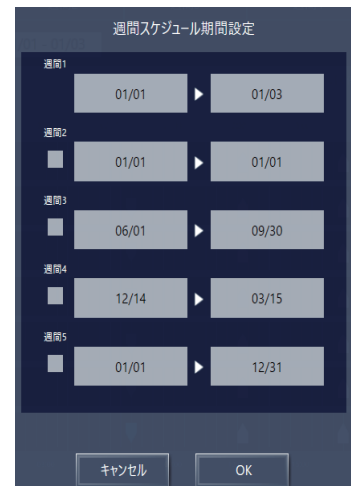 週間スケジュール期間設定
週間1
01/01 ▶ 01/03
週間2
01/01 ▶ 01/01
週間3
06/01 ▶ 09/30
週間4
12/14 ▶ 03/15
週間5
01/01 ▶ 12/31
キャンセル OK